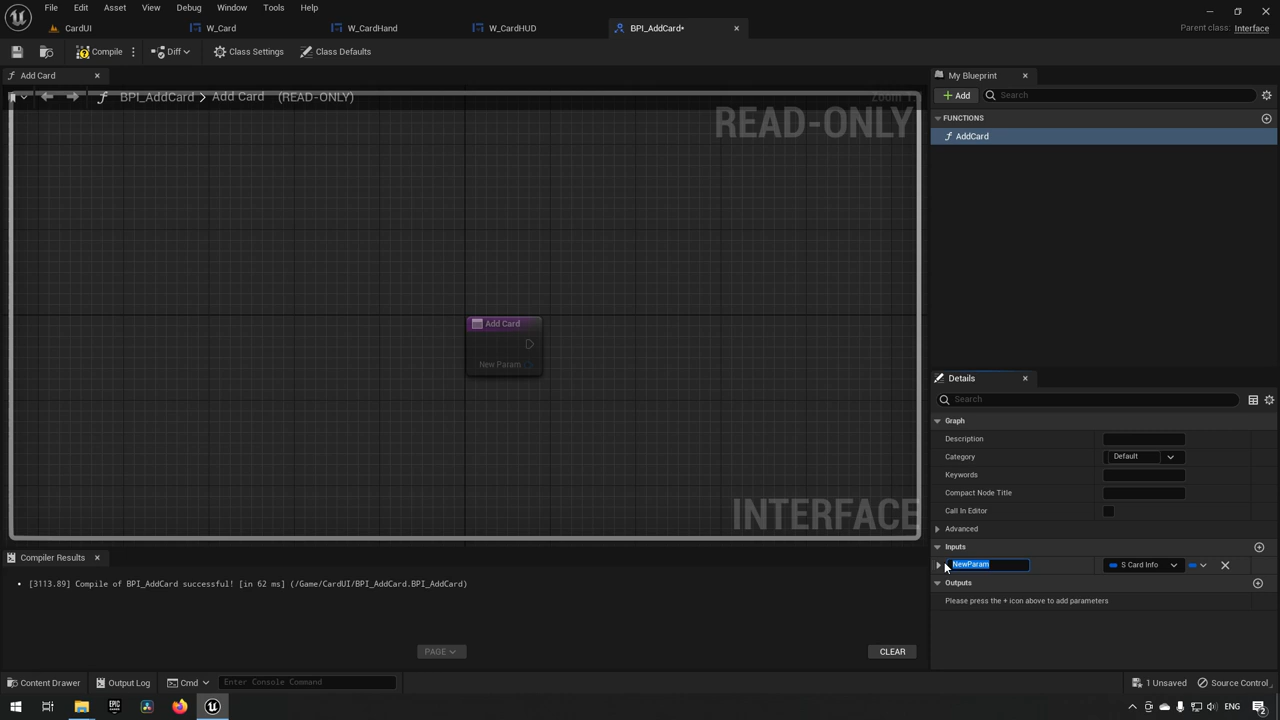 File Edit Asset View Debug Window Tools Help
CardUI W_Card W_CardHand W_CardHUD BPI_AddCard* Parent class: Interface
Compile Diff Class Settings Class Defaults
Add Card My Blueprint
BPI_AddCard Add Card (READ-ONLY) Zoom + Add Search
READ-ONLY
FUNCTIONS
AddCard
Add Card
New Param
Details
Search
Graph
Description
Category Default
Keywords
Compact Node Title
INTERFACE
Call In Editor
Advanced
Inputs
NewParam S Card Info
Outputs
Please press the + icon above to add parameters
Compiler Results
[3113.89] Compile of BPI_AddCard successful! [in 62 ms] (/Game/CardUI/BPI_AddCard.BPI_AddCard)
PAGE CLEAR
Content Drawer Output Log Cmd Enter Console Command 1 Unsaved Source Control
ENG